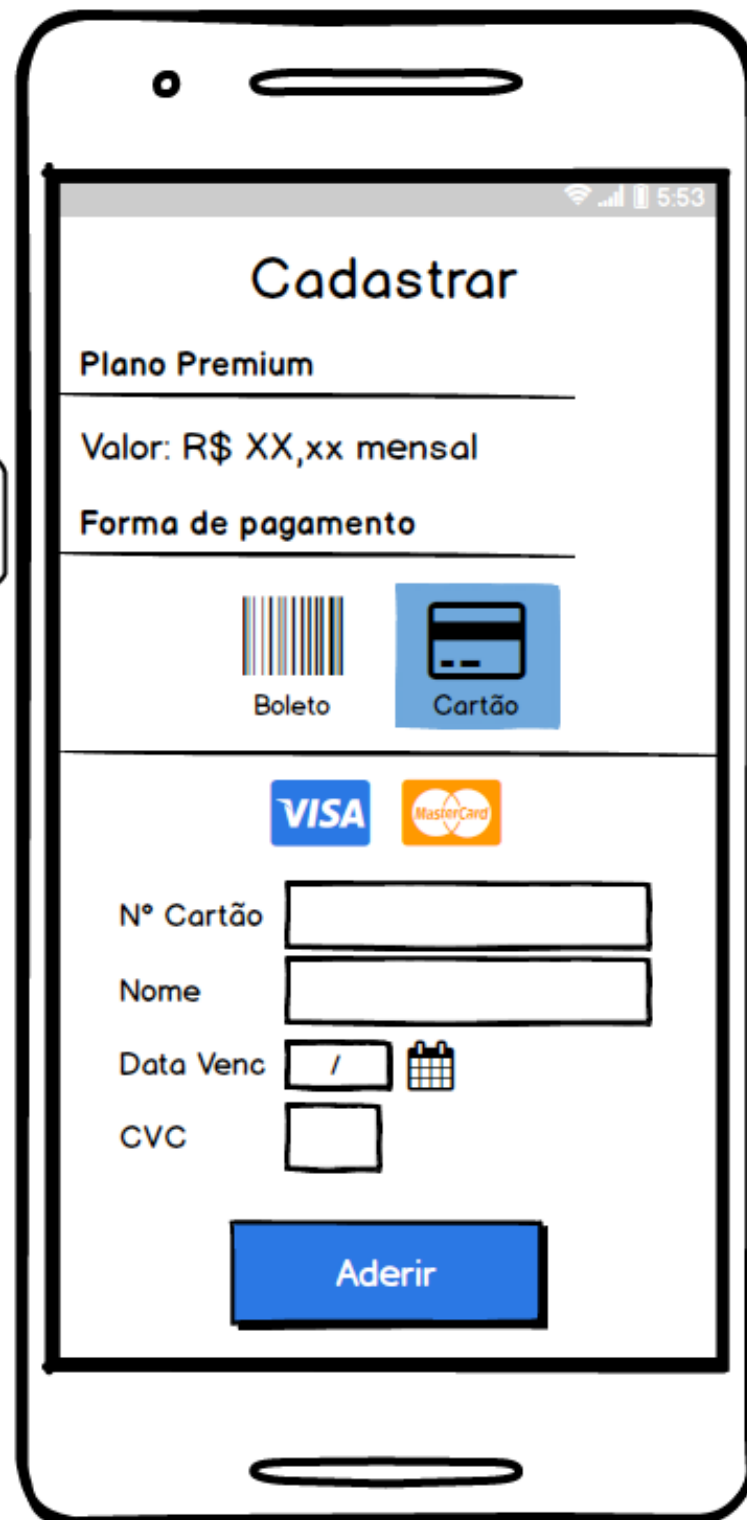 5:53
Cadastrar
Plano Premium
Valor: R$ XX,xx mensal
Forma de pagamento
Boleto Cartão
VISA MasterCard
Nº Cartão
Nome
Data Venc /
CVC
Aderir